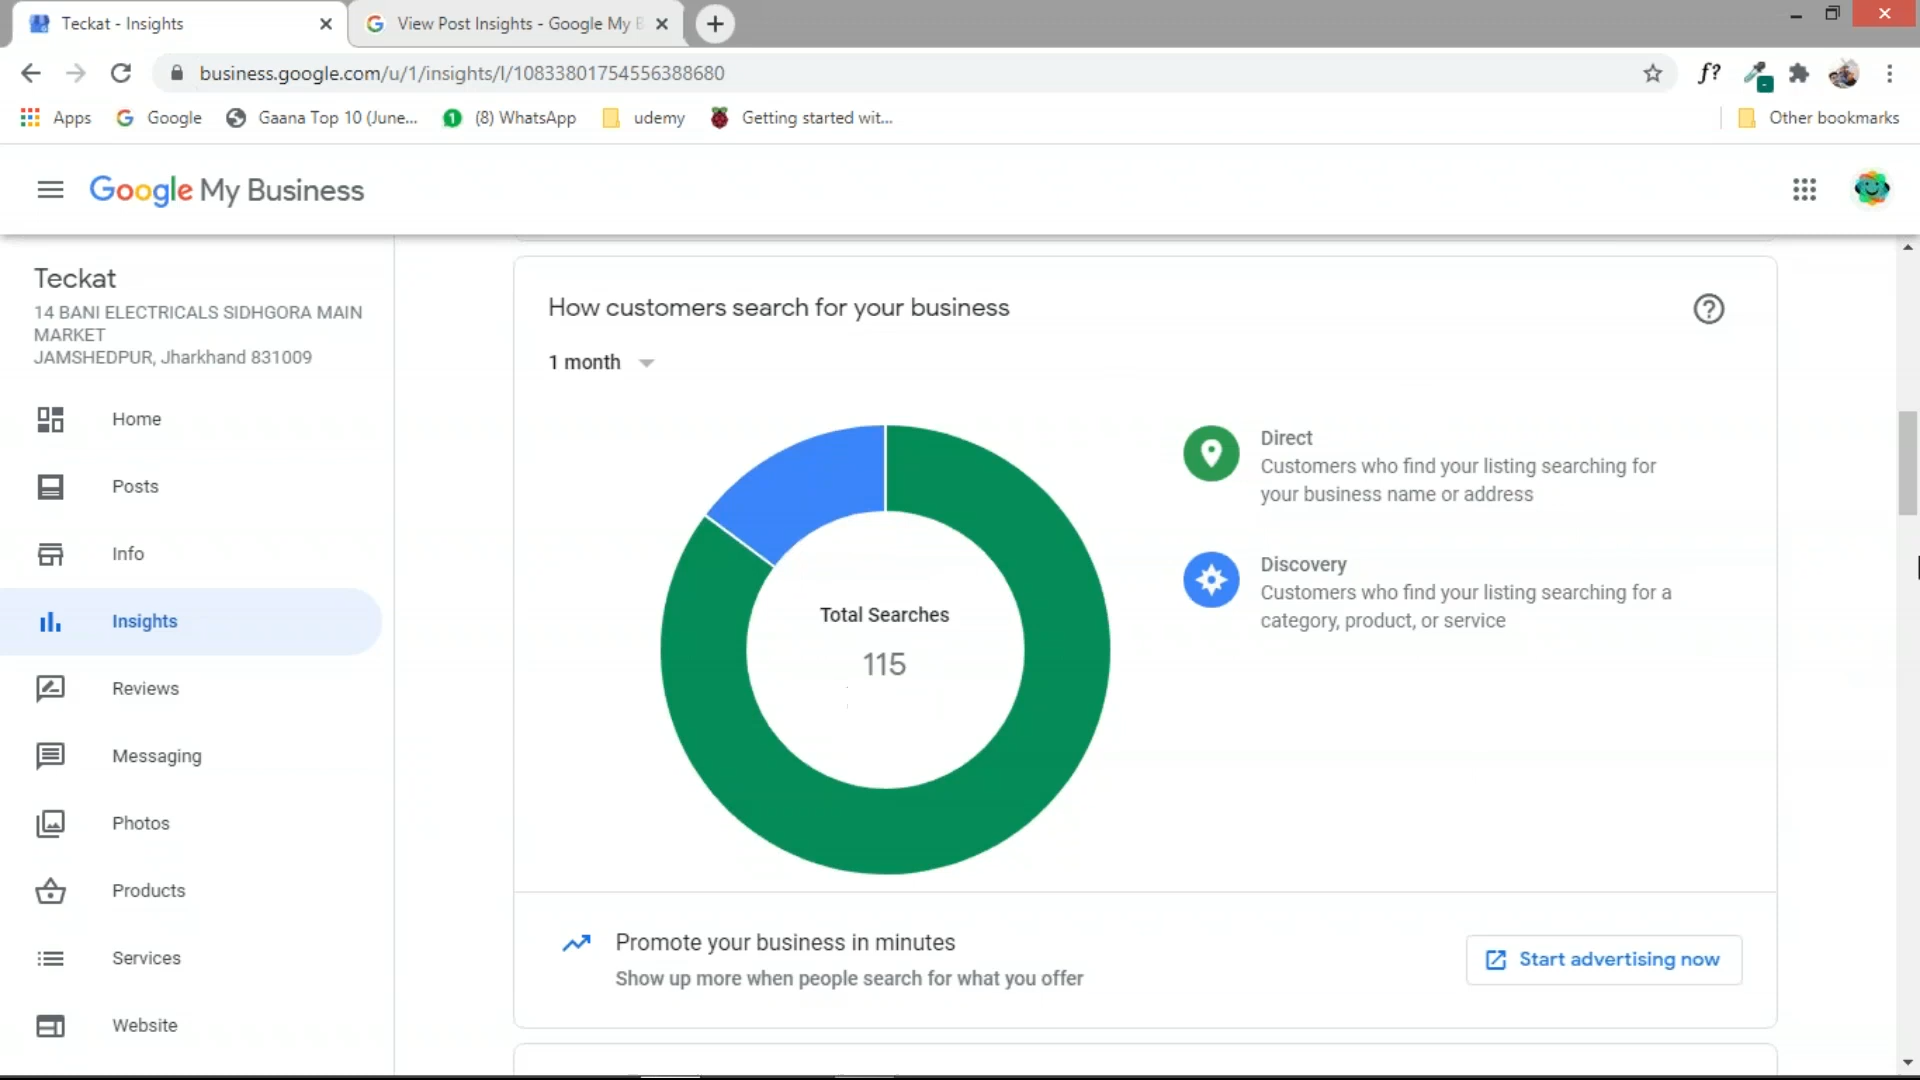 Teckat - Insights
View Post Insights - Google My B
business.google.com/u/1/insights/l/10833801754556388680
f?
Apps
Google
Gaana Top 10 (June...
1
(8) WhatsApp
udemy
Getting started wit...
Other bookmarks
Google My Business
Teckat
14 BANI ELECTRICALS SIDHGORA MAIN
MARKET
JAMSHEDPUR, Jharkhand 831009
Home
Posts
Info
Insights
Reviews
Messaging
Photos
Products
Services
Website
How customers search for your business
1 month
Total Searches
115
Direct
Customers who find your listing searching for
your business name or address
Discovery
Customers who find your listing searching for a
category, product, or service
Promote your business in minutes
Show up more when people search for what you offer
Start advertising now